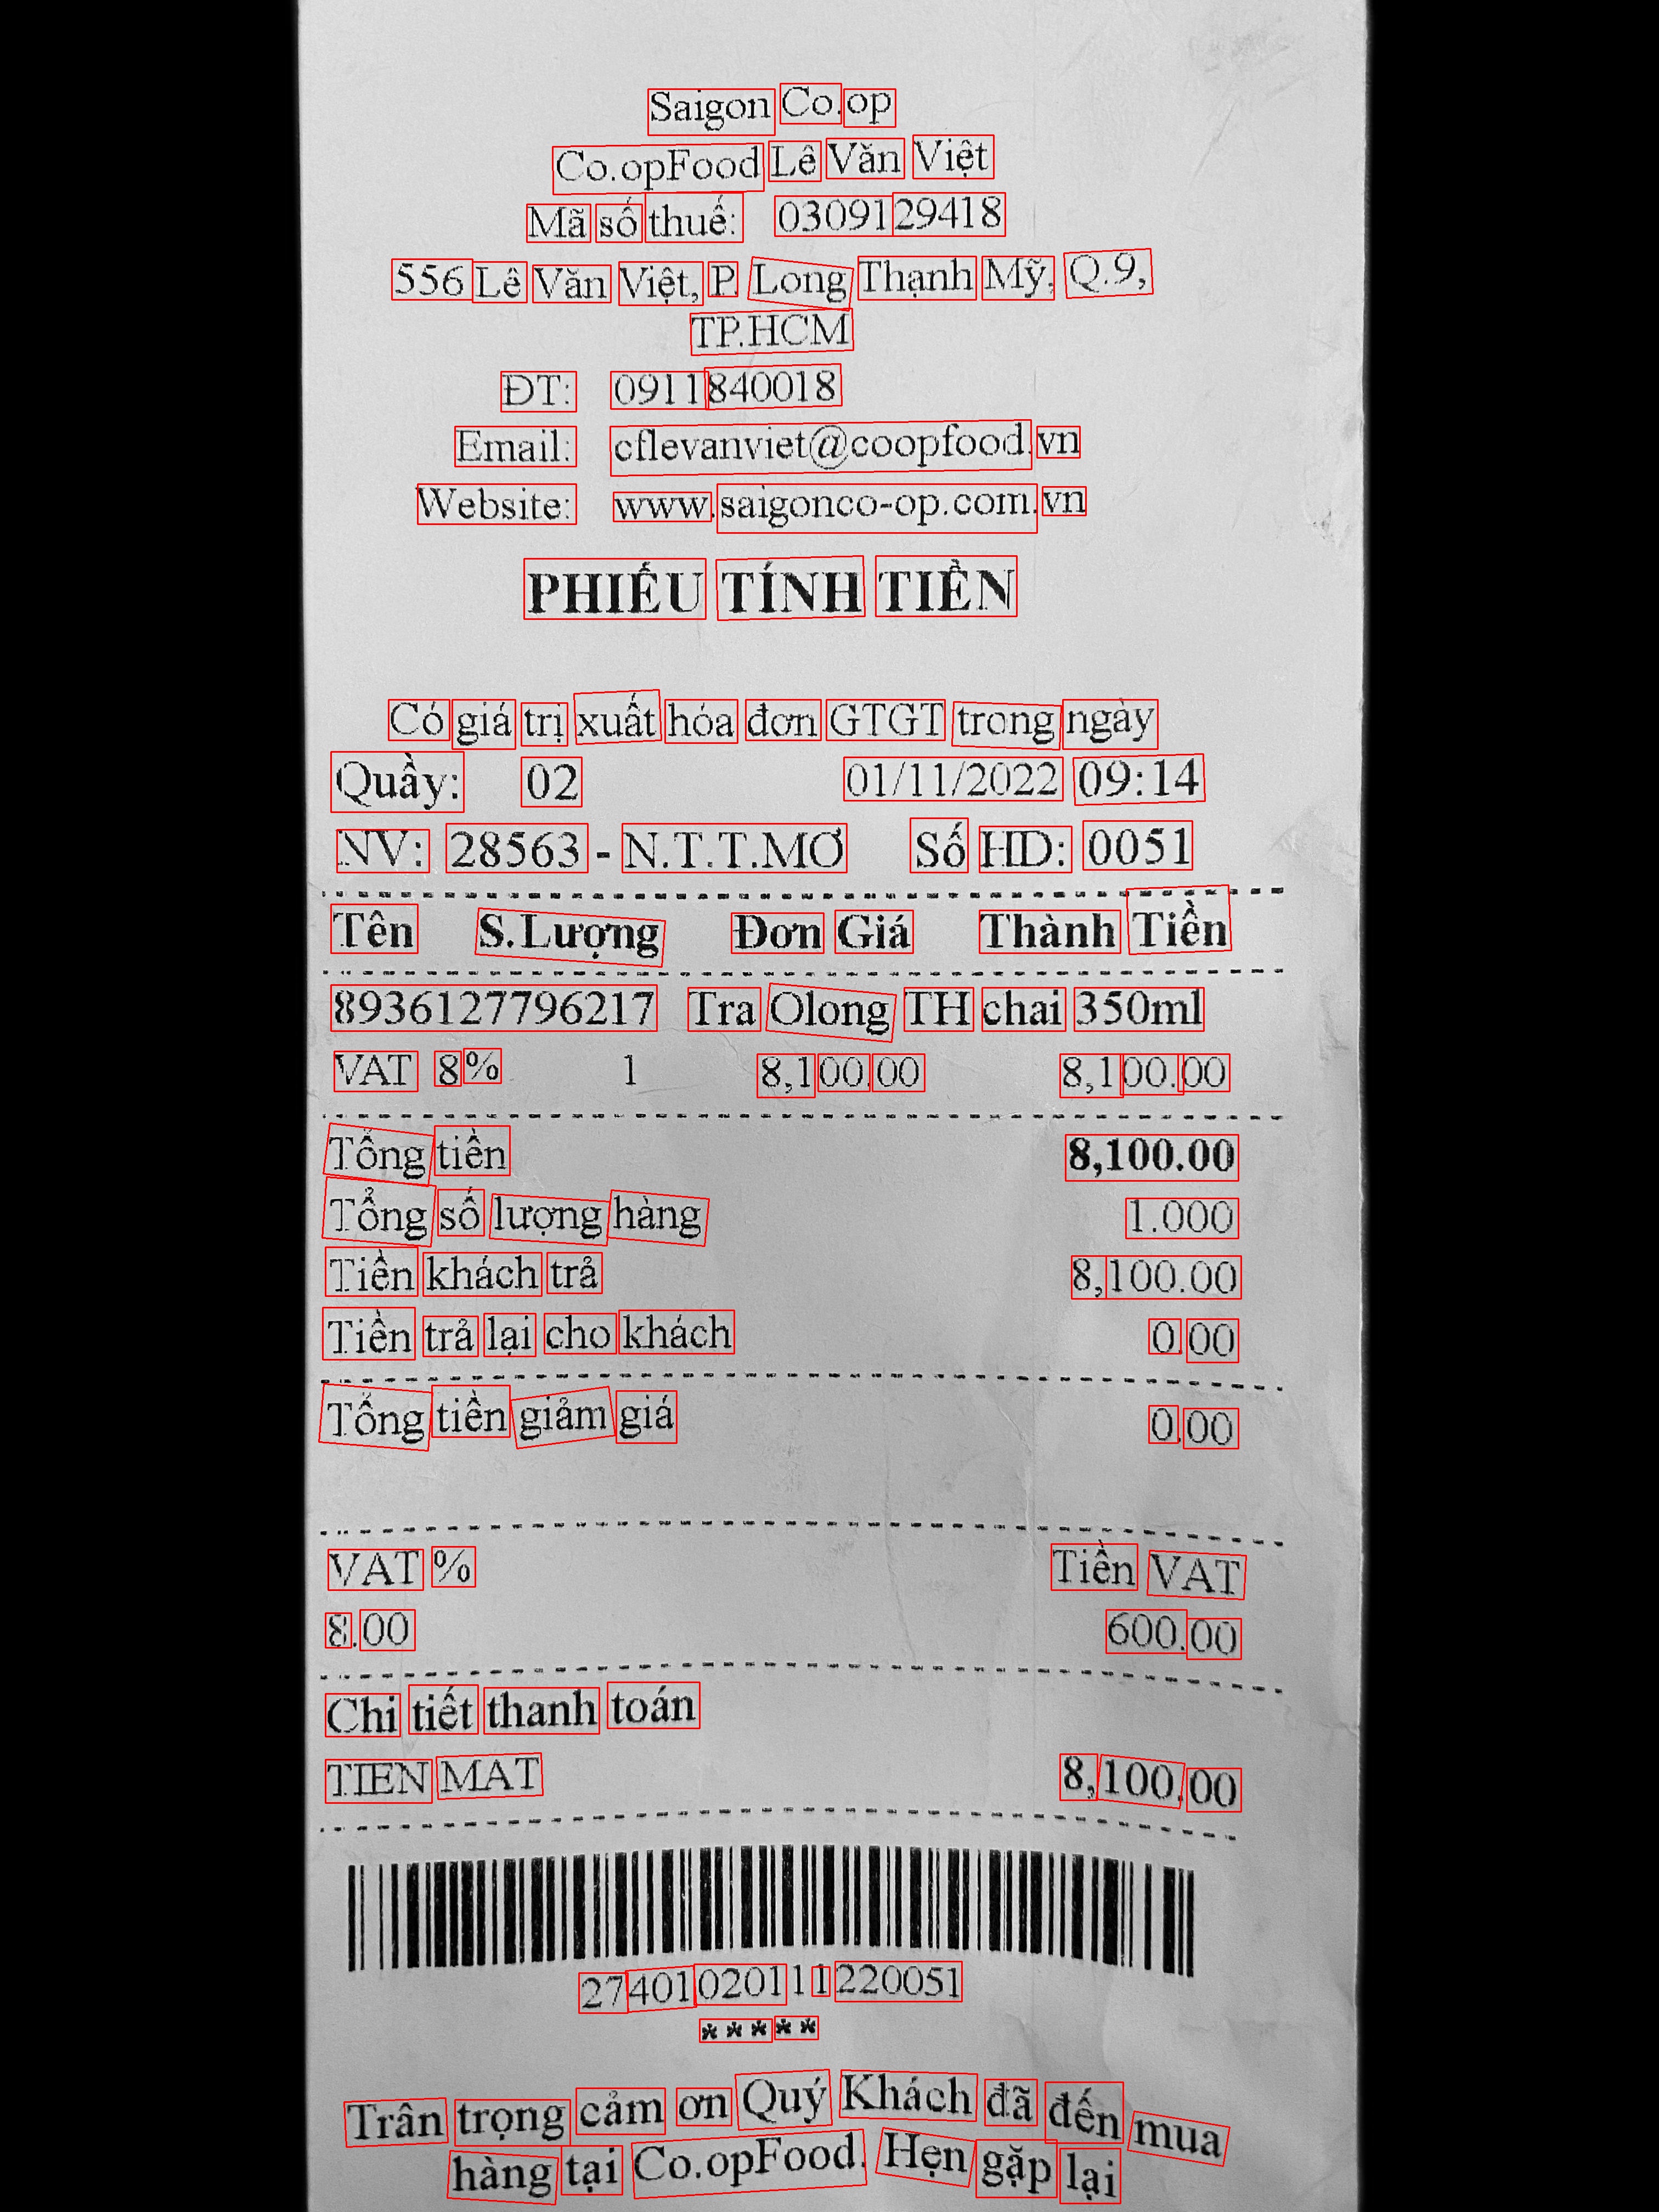 Saigon Co.op
Co.opFood Lê Văn Việt
Mã số thuế: 0309129418
556 Lê Văn Việt, P. Long Thạnh Mỹ, Q.9,
TP.HCM
ĐT: 0911840018
Email: cflevanviet@coopfood.vn
Website: www.saigonco-op.com.vn
PHIẾU TÍNH TIỀN
Có giá trị xuất hóa đơn GTGT trong ngày
Quầy: 02 01/11/2022 09:14
NV: 28563 - N.T.T.MƠ Số HD: 0051
Tên S.Lượng Đơn Giá Thành Tiền
8936127796217 Tra Olong TH chai 350ml
VAT 8% 1 8,100.00 8,100.00
Tổng tiền 8,100.00
Tổng số lượng hàng 1.000
Tiền khách trả 8,100.00
Tiền trả lại cho khách 0.00
Tổng tiền giảm giá 0.00
VAT % Tiền VAT
8.00 600.00
Chi tiết thanh toán
TIEN MAT 8,100.00
2740102011 1220051
*****
Trân trọng cảm ơn Quý Khách đã đến mua
hàng tại Co.opFood. Hẹn gặp lại